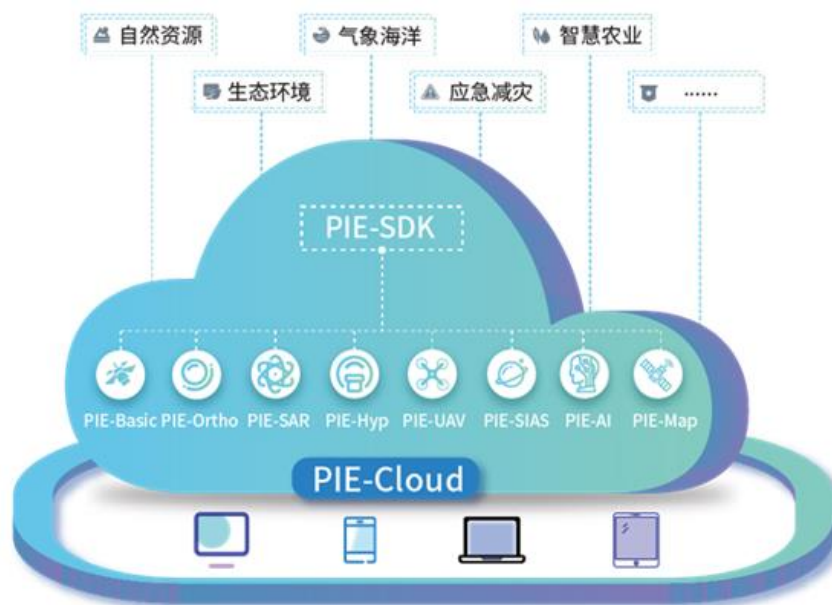 自然资源
气象海洋
智慧农业
生态环境
应急减灾
......
PIE-SDK
PIE-Basic PIE-Ortho PIE-SAR PIE-Hyp PIE-UAV PIE-SIAS PIE-AI PIE-Map
PIE-Cloud